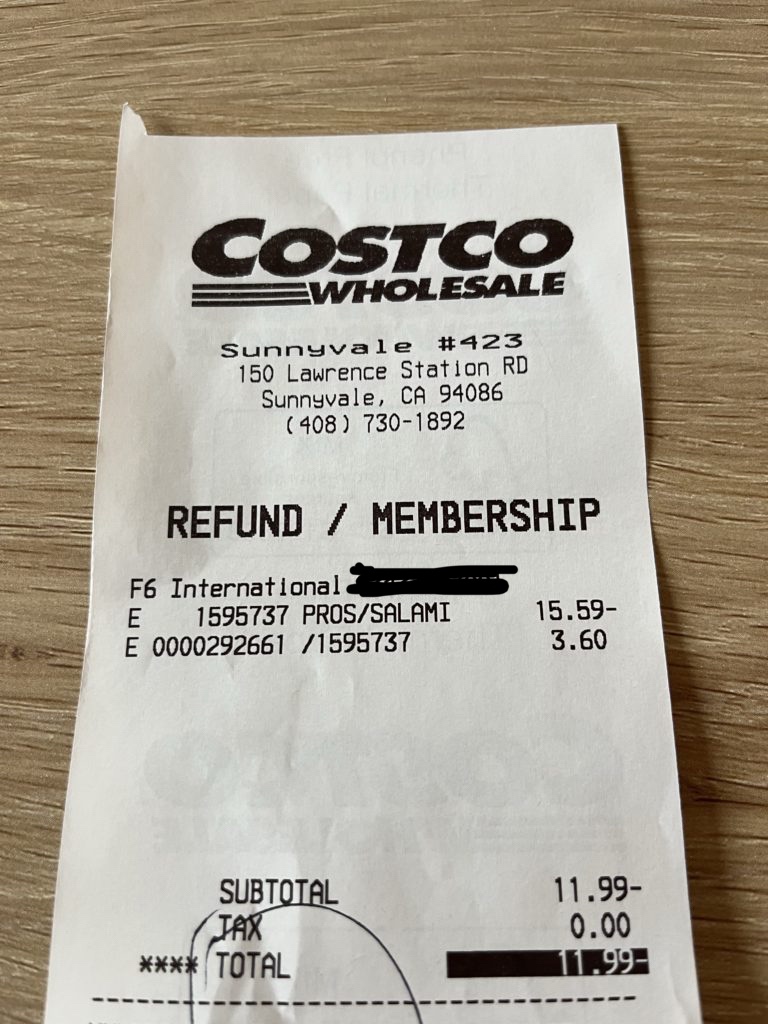 COSTCO
WHOLESALE
Sunnyvale #423
150 Lawrence Station RD
Sunnyvale, CA 94086
(408) 730-1892
REFUND / MEMBERSHIP
F6 International
E 1595737 PROS/SALAMI 15.59-
E 0000292661 /1595737 3.60
SUBTOTAL 11.99-
TAX 0.00
**** TOTAL 11.99-